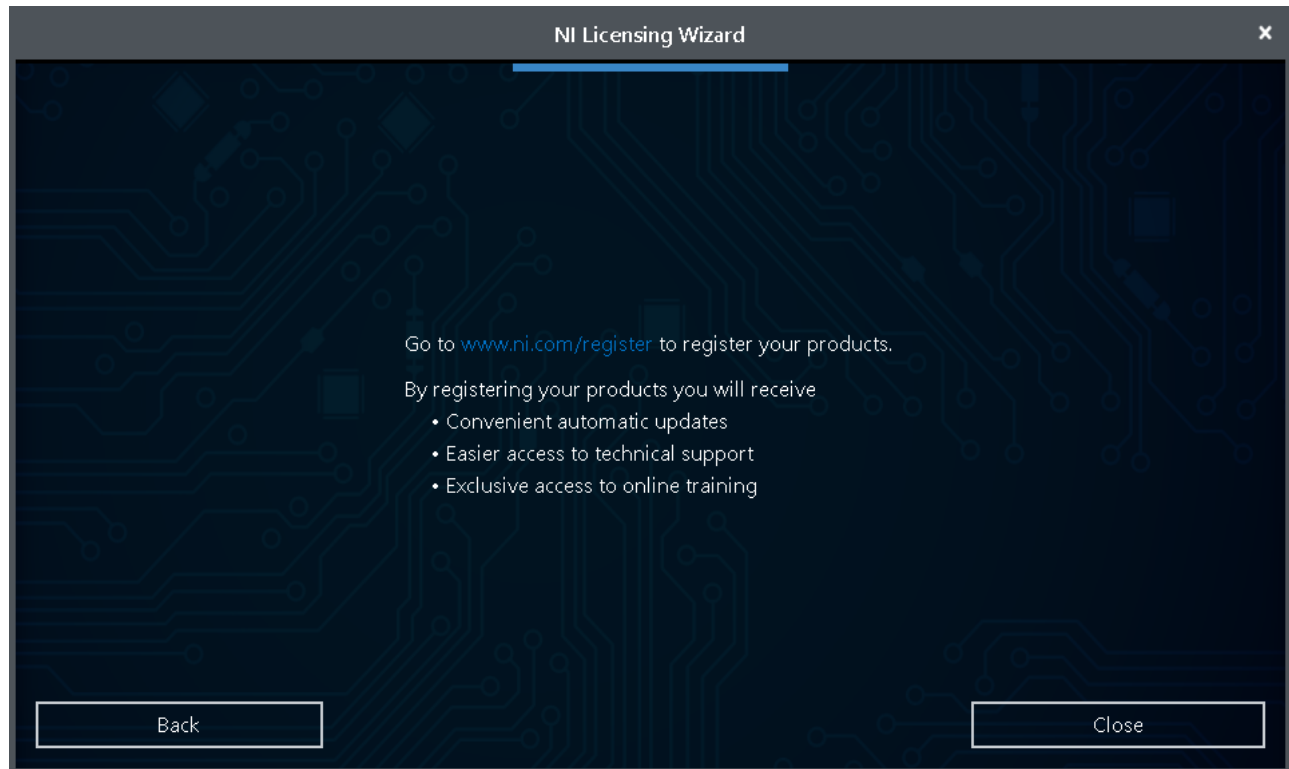 NI Licensing Wizard
Go to www.ni.com/register to register your products.
By registering your products you will receive
• Convenient automatic updates
• Easier access to technical support
• Exclusive access to online training
Back
Close